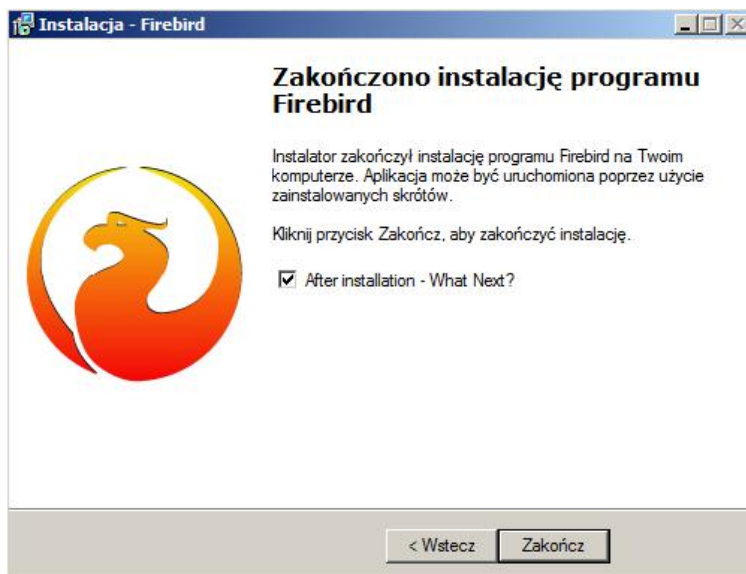 Instalacja - Firebird
Zakończono instalację programu
Firebird
Instalator zakończył instalację programu Firebird na Twoim
komputerze. Aplikacja może być uruchomiona poprzez użycie
zainstalowanych skrótów.
Kliknij przycisk Zakończ, aby zakończyć instalację.
After installation - What Next?
< Wstecz
Zakończ